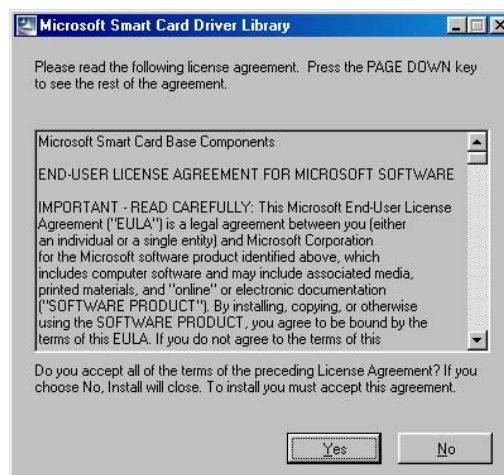 Microsoft Smart Card Driver Library
Please read the following license agreement. Press the PAGE DOWN key
to see the rest of the agreement.
Microsoft Smart Card Base Components
END-USER LICENSE AGREEMENT FOR MICROSOFT SOFTWARE
IMPORTANT - READ CAREFULLY: This Microsoft End-User License
Agreement ("EULA") is a legal agreement between you (either
an individual or a single entity) and Microsoft Corporation
for the Microsoft software product identified above, which
includes computer software and may include associated media,
printed materials, and "online" or electronic documentation
("SOFTWARE PRODUCT"). By installing, copying, or otherwise
using the SOFTWARE PRODUCT, you agree to be bound by the
terms of this EULA. If you do not agree to the terms of this
Do you accept all of the terms of the preceding License Agreement? If you
choose No, Install will close. To install you must accept this agreement.
Yes No